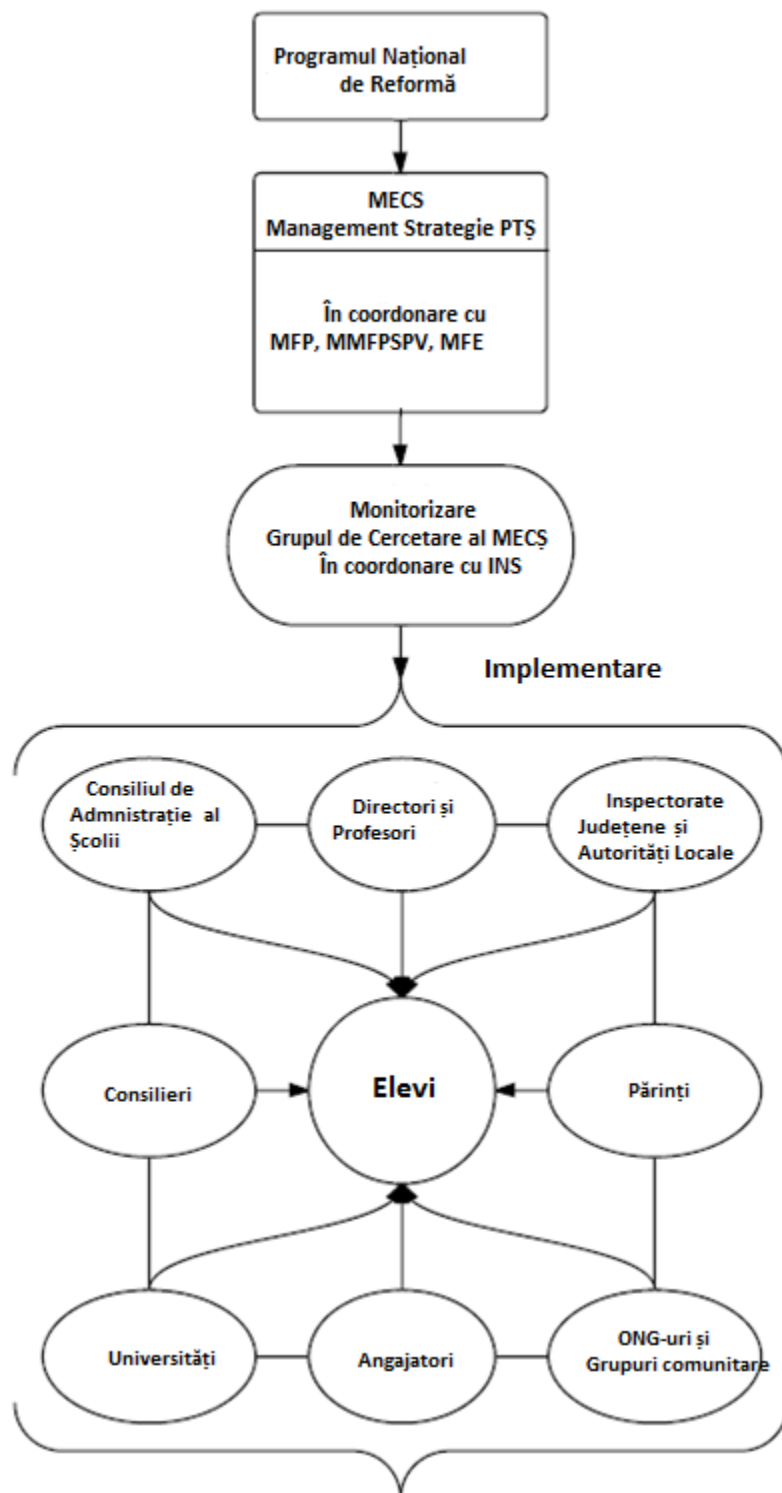 Programul Național
de Reformă
MECS
Management Strategie PTȘ
În coordonare cu
MFP, MMFPSPV, MFE
Monitorizare
Grupul de Cercetare al MECȘ
În coordonare cu INS
Implementare
Consiliul de
Admnistrație al
Școlii
Directori și
Profesori
Inspectorate
Județene și
Autorități Locale
Consilieri
Elevi
Părinți
Universități
Angajatori
ONG-uri și
Grupuri comunitare